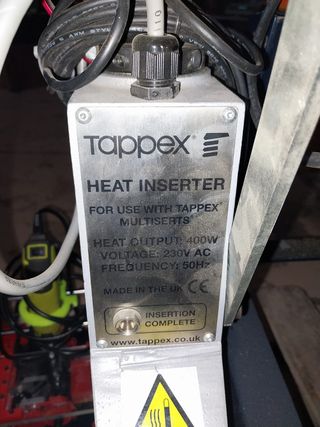 Tappex®
HEAT INSERTER
FOR USE WITH TAPPEX®
MULTISERTS®
HEAT OUTPUT: 400W
VOLTAGE: 230V AC
FREQUENCY: 50Hz
MADE IN THE UK CE
INSERTION
COMPLETE
www.tappex.co.uk